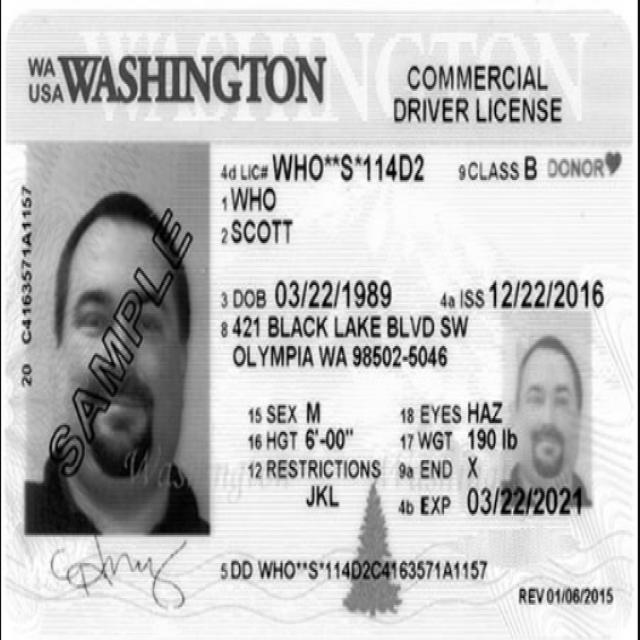 WASHINGTON
WA
USA WASHINGTON
COMMERCIAL
DRIVER LICENSE
4d LIC# WHO**S*114D2 9 CLASS B DONOR
1 WHO
2 SCOTT
3 DOB 03/22/1989 4a ISS 12/22/2016
8 421 BLACK LAKE BLVD SW
OLYMPIA WA 98502-5046
15 SEX M 18 EYES HAZ
16 HGT 6'-00" 17 WGT 190 lb
12 RESTRICTIONS 9a END X
JKL 4b EXP 03/22/2021
5 DD WHO**S*114D2C4163571A1157
REV 01/06/2015
20 C4163571A1157
SAMPLE
Washington